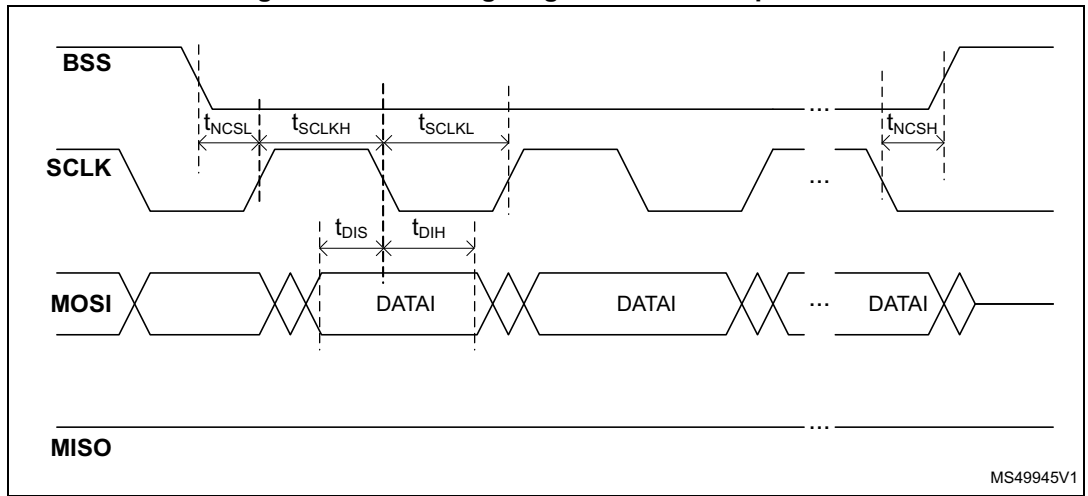 BSS
...
tNCSL tSCLKH tSCLKL tNCSH
SCLK
...
tDIS tDIH
MOSI DATAI DATAI ... DATAI
...
MISO
MS49945V1